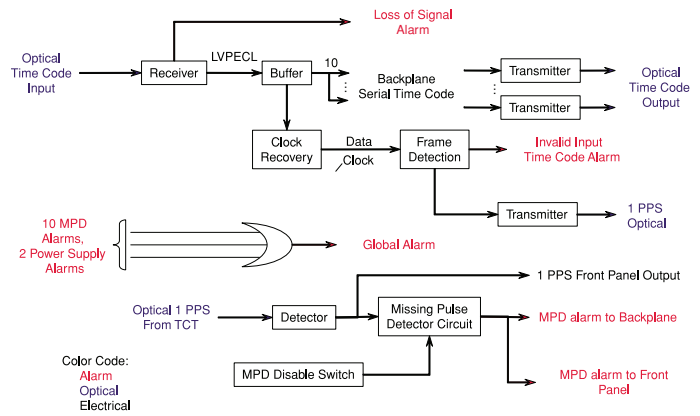 Loss of Signal
Alarm
Optical
Time Code
Input
Receiver
LVPECL
Buffer
10
Backplane
Serial Time Code
Transmitter
Transmitter
Optical
Time Code
Output
Clock
Recovery
Data
Clock
Frame
Detection
Invalid Input
Time Code Alarm
Transmitter
1 PPS
Optical
10 MPD
Alarms,
2 Power Supply
Alarms
Global Alarm
1 PPS Front Panel Output
Optical 1 PPS
From TCT
Detector
Missing Pulse
Detector Circuit
MPD alarm to Backplane
MPD Disable Switch
MPD alarm to Front
Panel
Color Code:
Alarm
Optical
Electrical